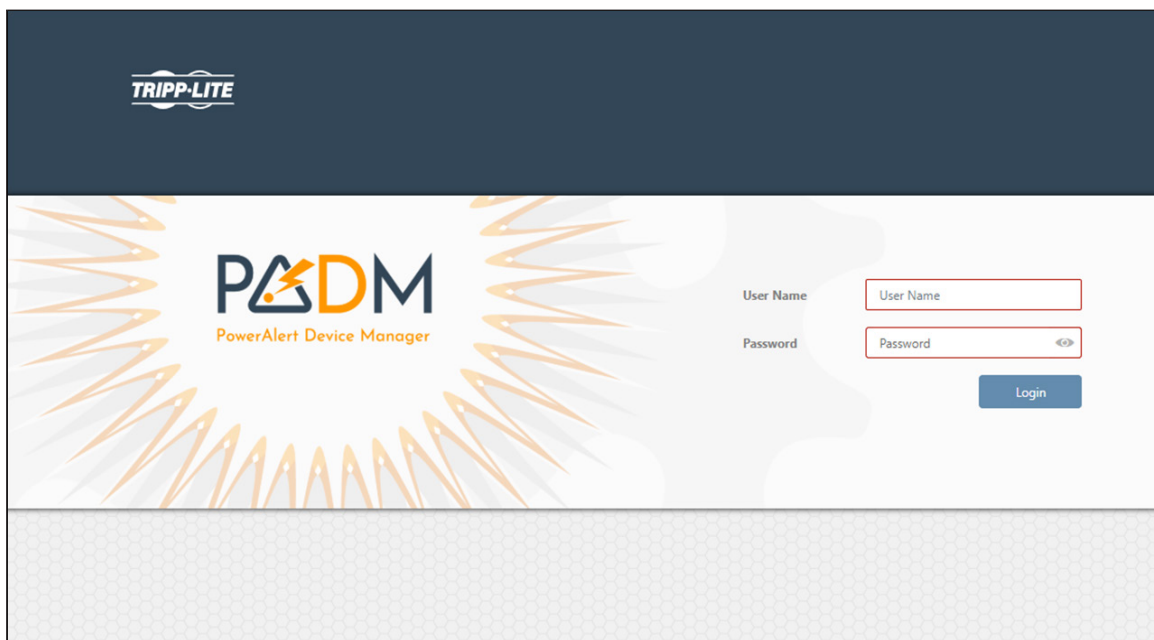 TRIPP·LITE
PADM
PowerAlert Device Manager
User Name User Name
Password Password
Login